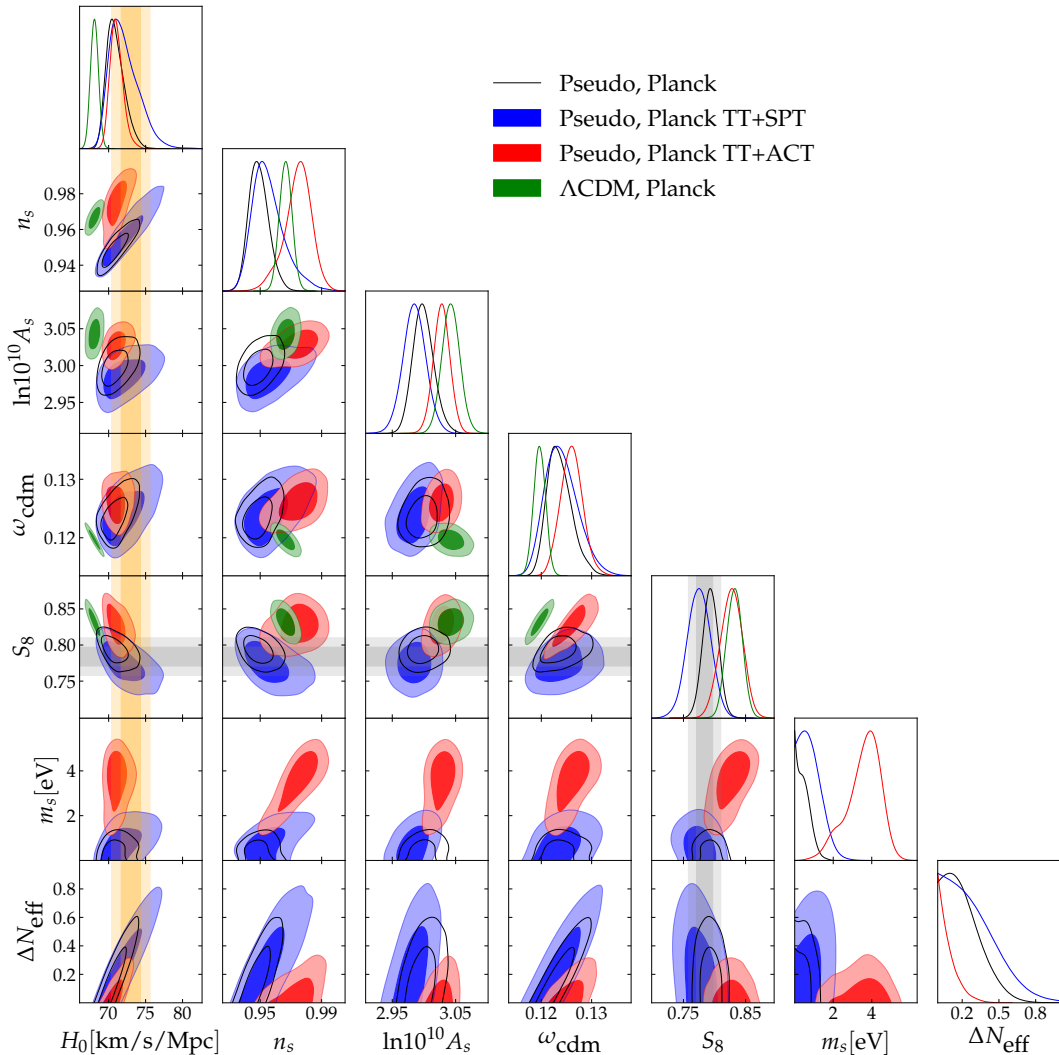 Pseudo, Planck
Pseudo, Planck TT+SPT
Pseudo, Planck TT+ACT
ΛCDM, Planck
n_s
0.98
0.96
0.94
ln10^10 A_s
3.05
3.00
2.95
ω_cdm
0.13
0.12
S_8
0.85
0.80
0.75
m_s[eV]
4
2
ΔN_eff
0.8
0.6
0.4
0.2
70 75 80
0.95 0.99
2.95 3.05
0.12 0.13
0.75 0.85
2 4
0.2 0.5 0.8
H_0[km/s/Mpc] n_s ln10^10 A_s ω_cdm S_8 m_s[eV] ΔN_eff